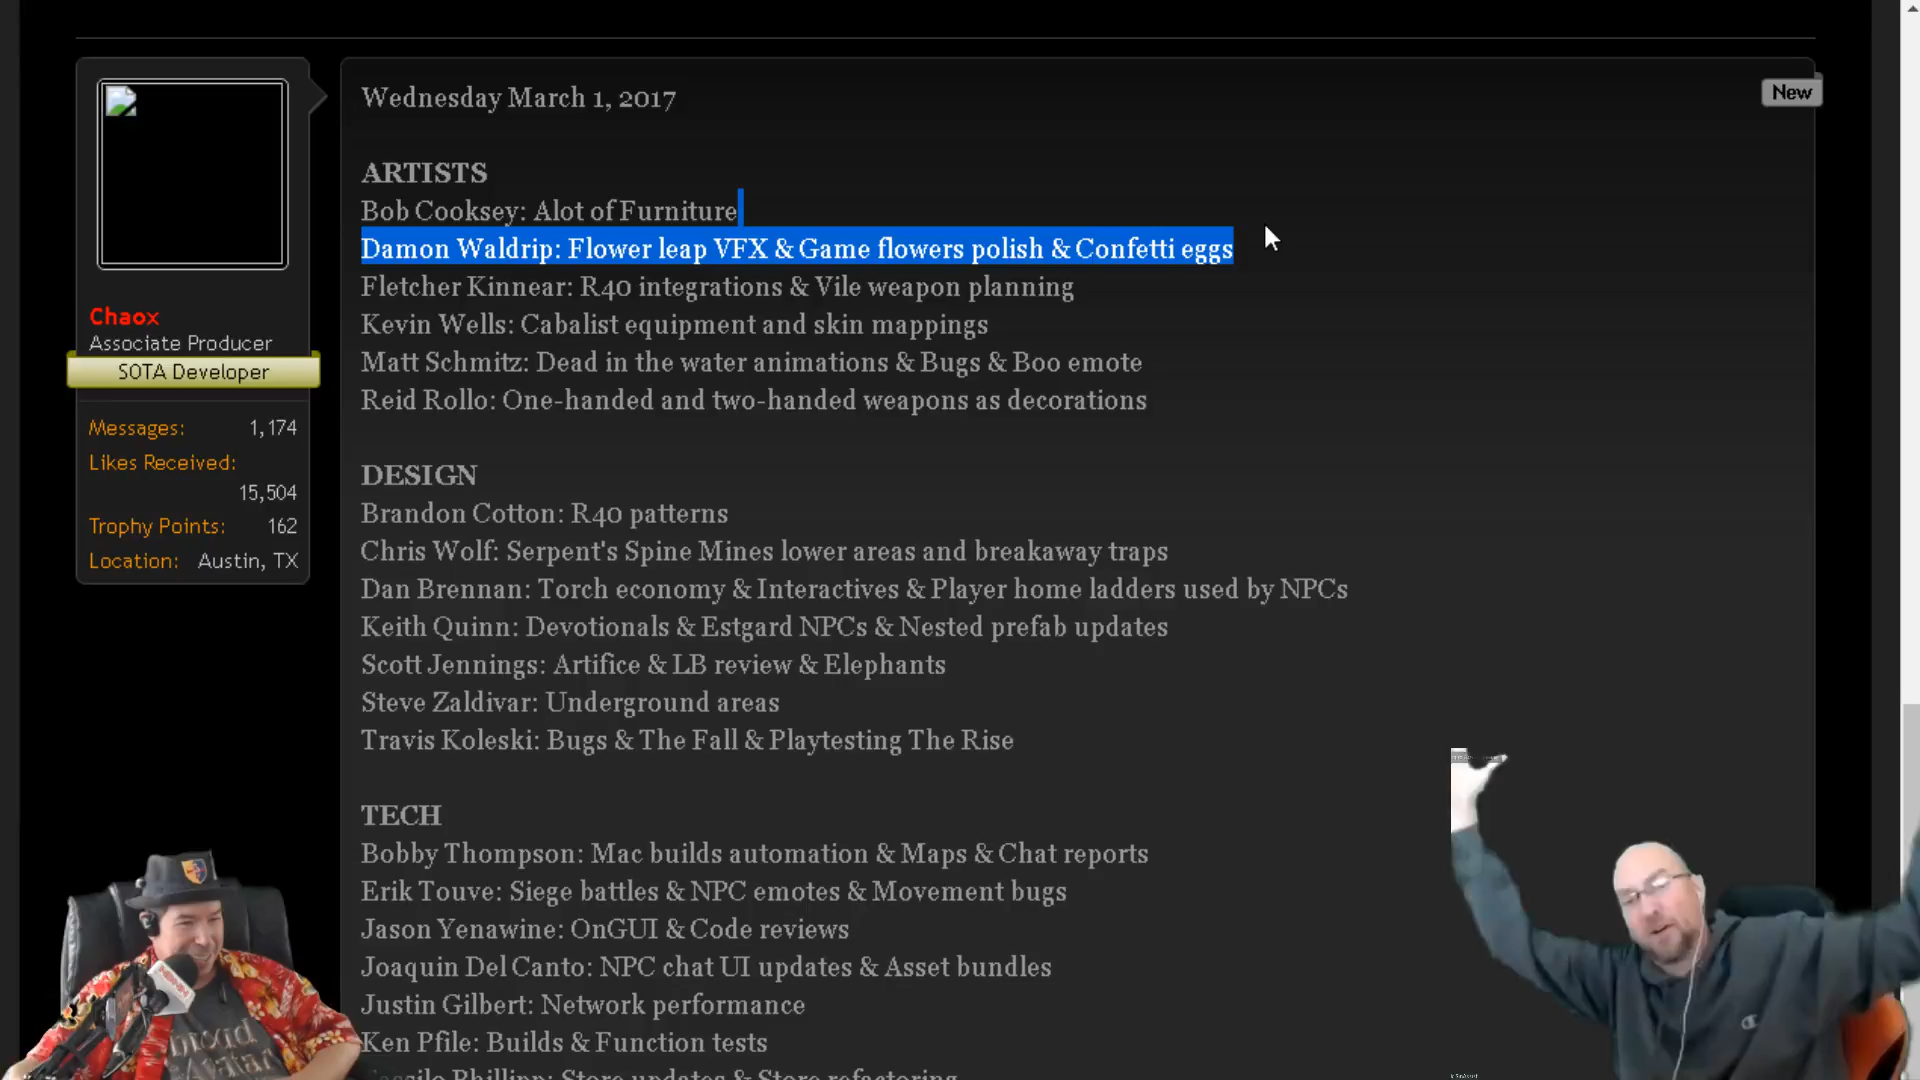 Wednesday March 1, 2017
New
ARTISTS
Bob Cooksey: Alot of Furniture
Damon Waldrip: Flower leap VFX & Game flowers polish & Confetti eggs
Fletcher Kinnear: R40 integrations & Vile weapon planning
Kevin Wells: Cabalist equipment and skin mappings
Matt Schmitz: Dead in the water animations & Bugs & Boo emote
Reid Rollo: One-handed and two-handed weapons as decorations
Chaox
Associate Producer
SOTA Developer
Messages: 1,174
Likes Received:
15,504
Trophy Points: 162
Location: Austin, TX
DESIGN
Brandon Cotton: R40 patterns
Chris Wolf: Serpent's Spine Mines lower areas and breakaway traps
Dan Brennan: Torch economy & Interactives & Player home ladders used by NPCs
Keith Quinn: Devotionals & Estgard NPCs & Nested prefab updates
Scott Jennings: Artifice & LB review & Elephants
Steve Zaldivar: Underground areas
Travis Koleski: Bugs & The Fall & Playtesting The Rise
TECH
Bobby Thompson: Mac builds automation & Maps & Chat reports
Erik Touve: Siege battles & NPC emotes & Movement bugs
Jason Yenawine: OnGUI & Code reviews
Joaquin Del Canto: NPC chat UI updates & Asset bundles
Justin Gilbert: Network performance
Ken Pfile: Builds & Function tests
Phillipp: Store updates & Store refactoring